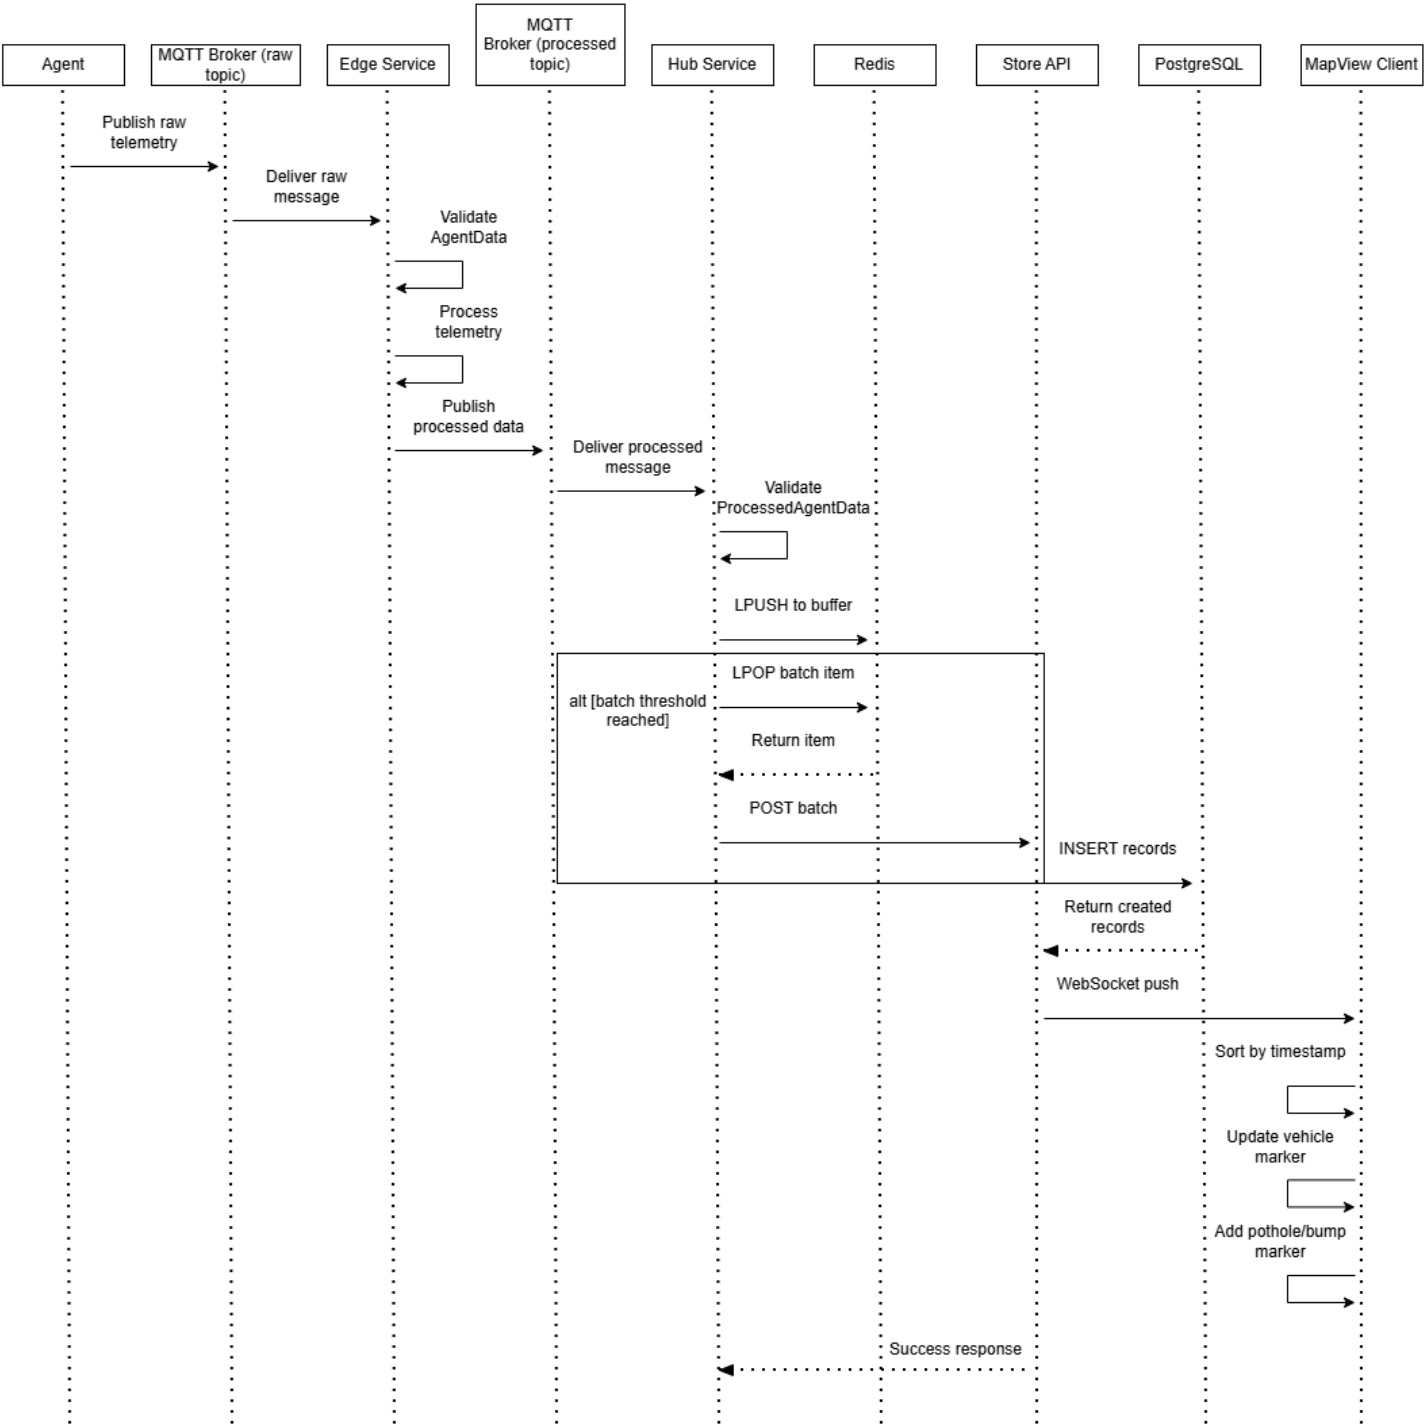 Agent
MQTT Broker (raw
topic)
Edge Service
MQTT
Broker (processed
topic)
Hub Service
Redis
Store API
PostgreSQL
MapView Client
Publish raw
telemetry
Deliver raw
message
Validate
AgentData
Process
telemetry
Publish
processed data
Deliver processed
message
Validate
ProcessedAgentData
LPUSH to buffer
LPOP batch item
alt [batch threshold
reached]
Return item
POST batch
INSERT records
Return created
records
WebSocket push
Sort by timestamp
Update vehicle
marker
Add pothole/bump
marker
Success response